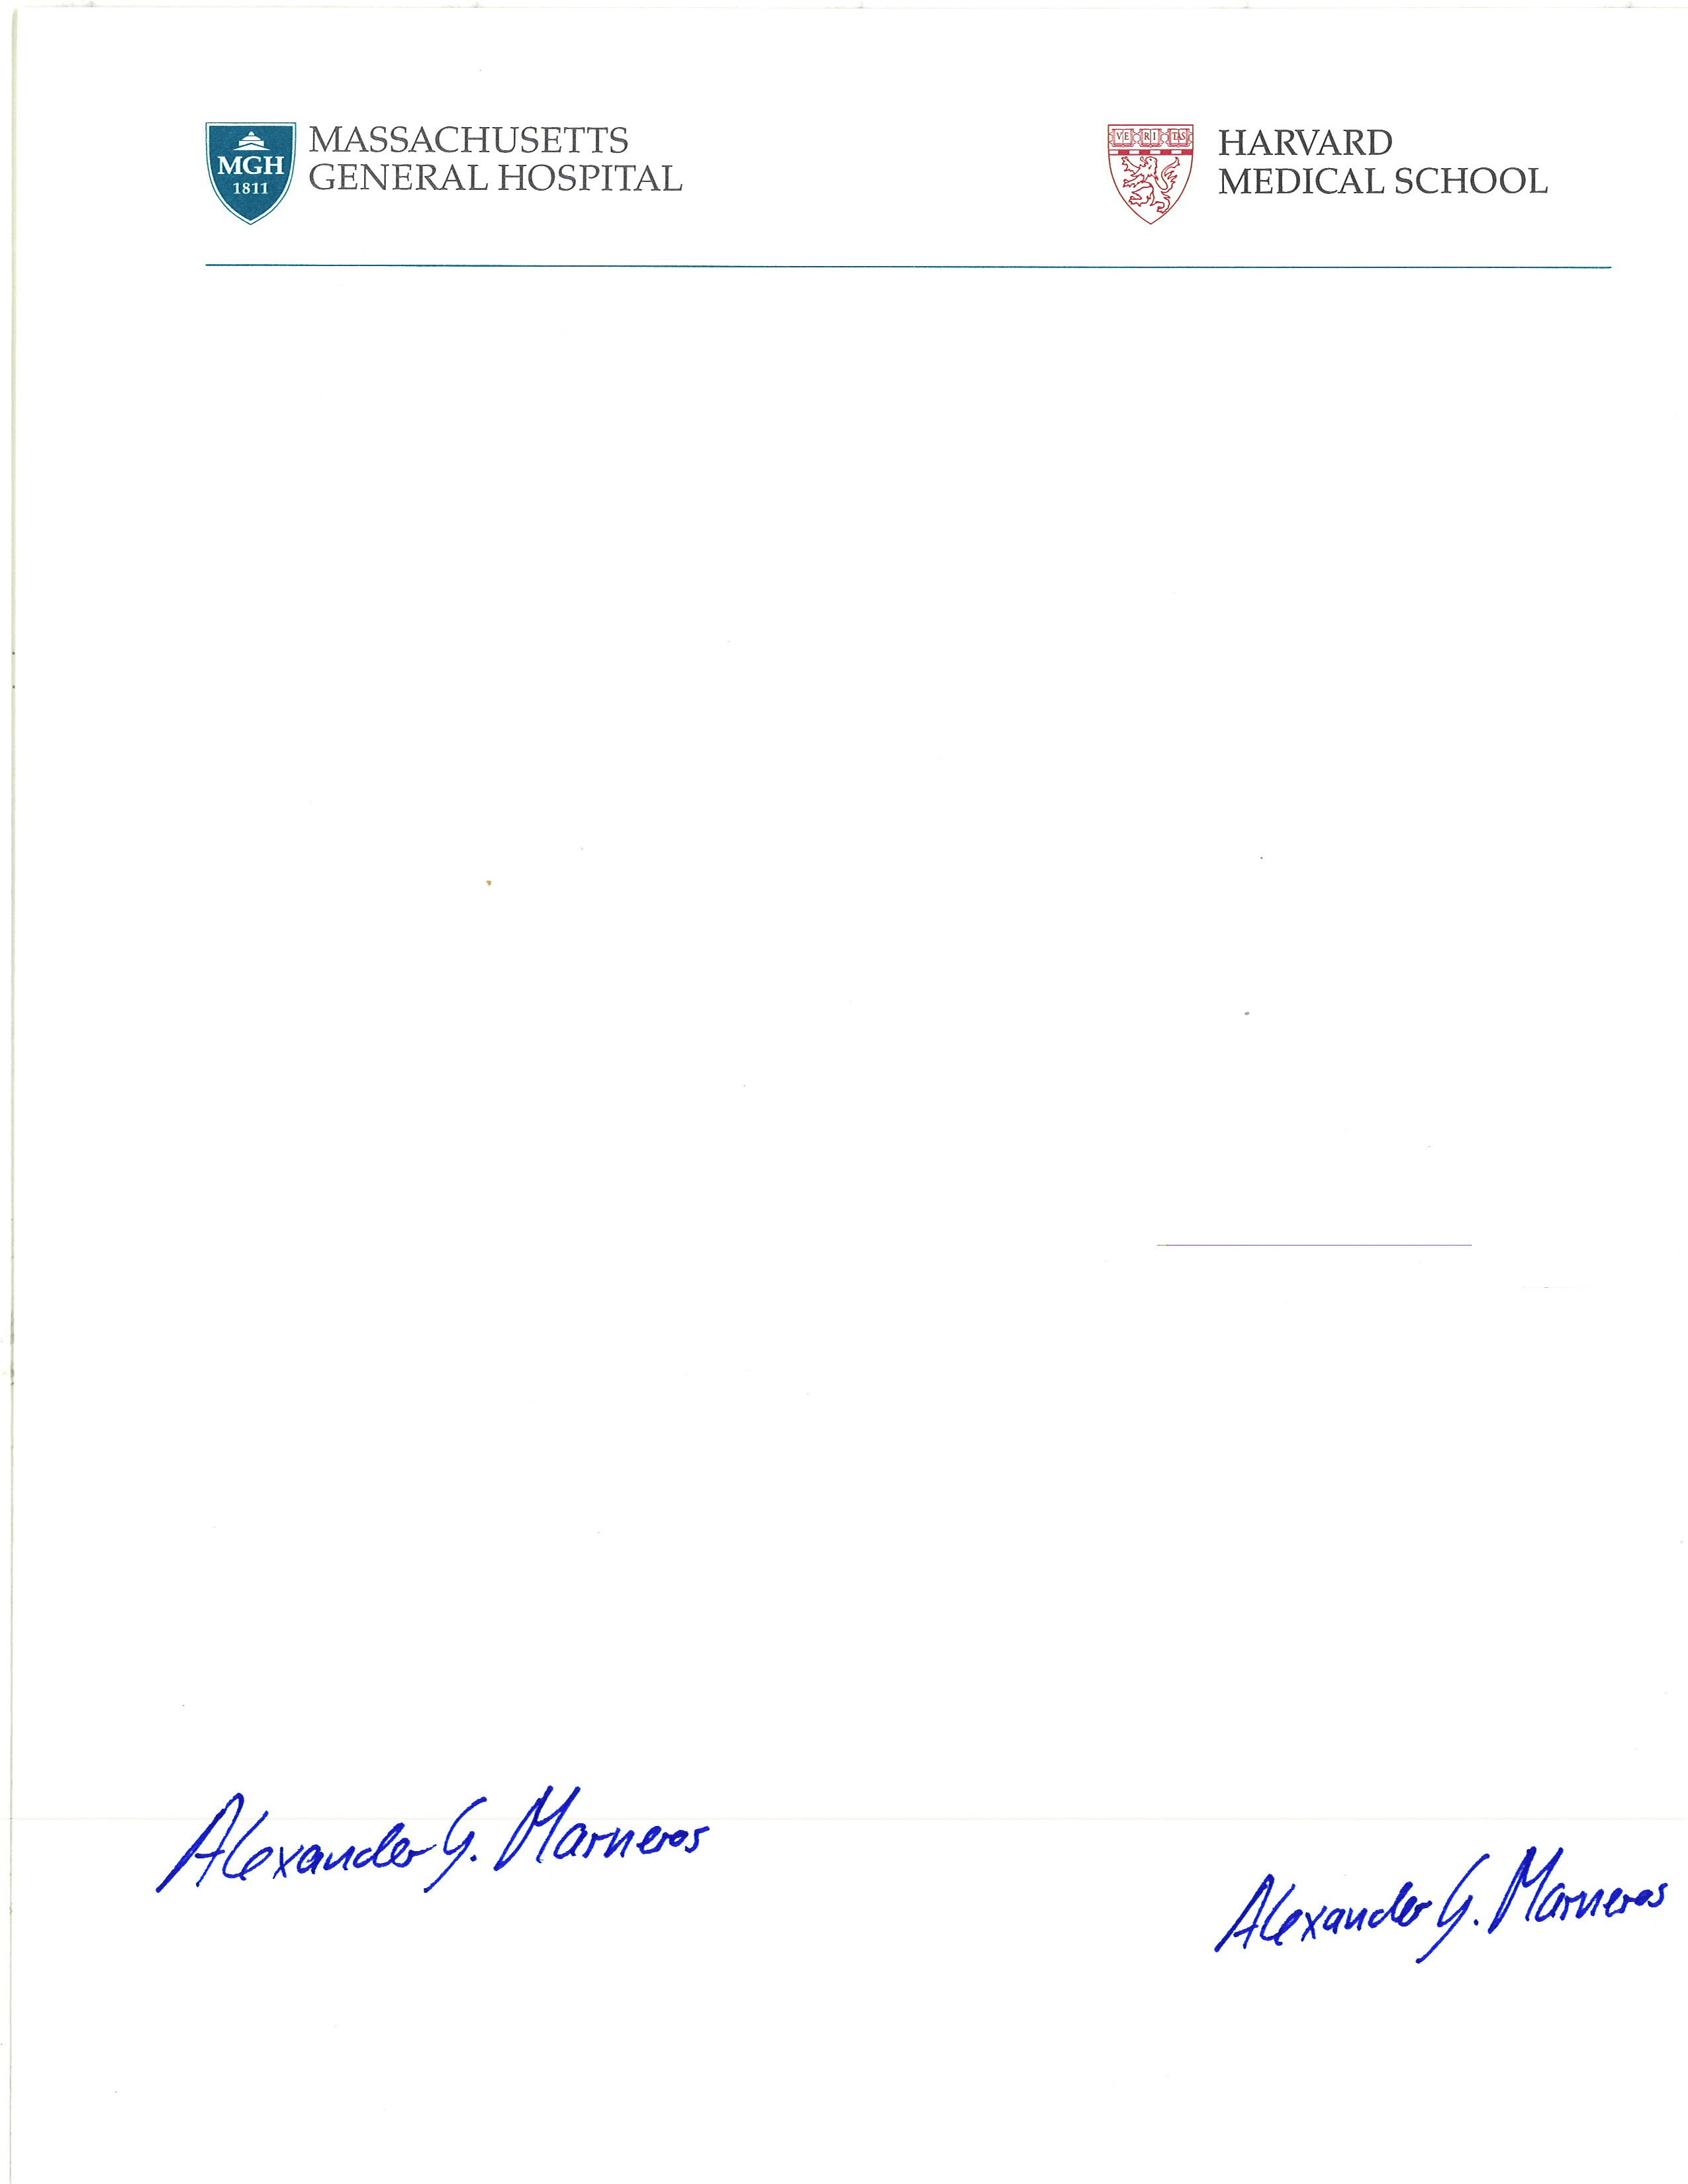 MGH
1811
MASSACHUSETTS
GENERAL HOSPITAL
VE RI TAS
HARVARD
MEDICAL SCHOOL
Alexander G. Marneros
Alexander G. Marneros